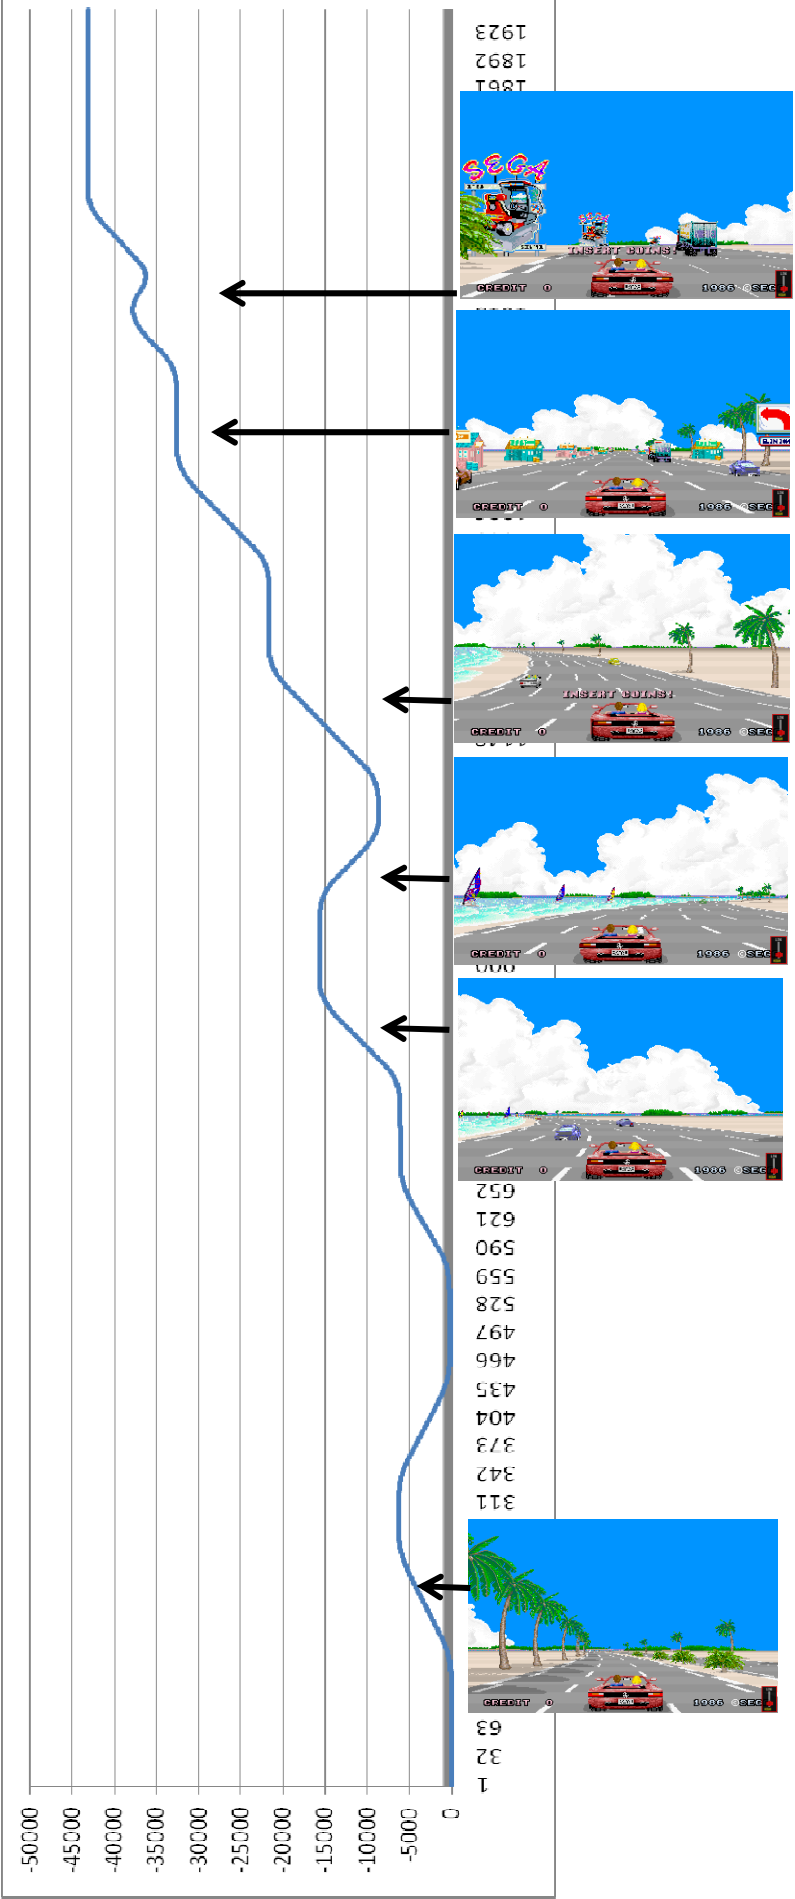 1923
1892
1861
SEGA
INSERT COINS!
CREDIT 0
1986 ©SEG
CREDIT 0
1986 ©SEG
INSERT COINS!
CREDIT 0
1986 ©SEG
CREDIT 0
1986 ©SEG
CREDIT 0
1986 ©SEG
652
621
590
559
528
497
466
435
404
373
342
311
CREDIT 0
1986 ©SEG
63
32
1
-50000
-45000
-40000
-35000
-30000
-25000
-20000
-15000
-10000
-5000
0